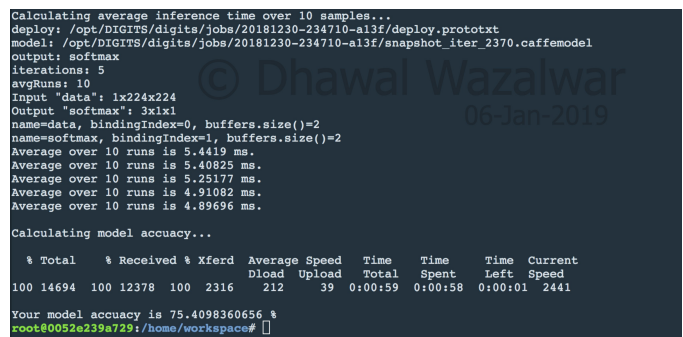 Calculating average inference time over 10 samples...
deploy: /opt/DIGITS/digits/jobs/20181230-234710-a13f/deploy.prototxt
model: /opt/DIGITS/digits/jobs/20181230-234710-a13f/snapshot_iter_2370.caffemodel
output: softmax
iterations: 5
avgRuns: 10
Input "data": 1x224x224
Output "softmax": 3x1x1
name=data, bindingIndex=0, buffers.size()=2
name=softmax, bindingIndex=1, buffers.size()=2
Average over 10 runs is 5.4419 ms.
Average over 10 runs is 5.40825 ms.
Average over 10 runs is 5.25177 ms.
Average over 10 runs is 4.91082 ms.
Average over 10 runs is 4.89696 ms.
Calculating model accuacy...
% Total % Received % Xferd Average Speed Time Time Time Current
Dload Upload Total Spent Left Speed
100 14694 100 12378 100 2316 212 39 0:00:59 0:00:58 0:00:01 2441
Your model accuacy is 75.4098360656 %
root@0052e239a729:/home/workspace#
© Dhawal Wazalwar
06-Jan-2019